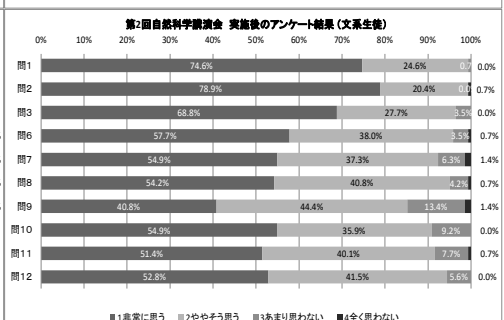 第2回自然科学講演会 実施後のアンケート結果（文系生徒）
0% 10% 20% 30% 40% 50% 60% 70% 80% 90% 100%
問1 74.6% 24.6% 0.7 0.0%
問2 78.9% 20.4% 0.0 0.7%
問3 68.8% 27.7% 3.5% 0.0%
問6 57.7% 38.0% 3.5% 0.7%
問7 54.9% 37.3% 6.3% 1.4%
問8 54.2% 40.8% 4.2% 0.7%
問9 40.8% 44.4% 13.4% 1.4%
問10 54.9% 35.9% 9.2% 0.0%
問11 51.4% 40.1% 7.7% 0.7%
問12 52.8% 41.5% 5.6% 0.0%
1非常に思う 2ややそう思う 3あまり思わない 4全く思わない